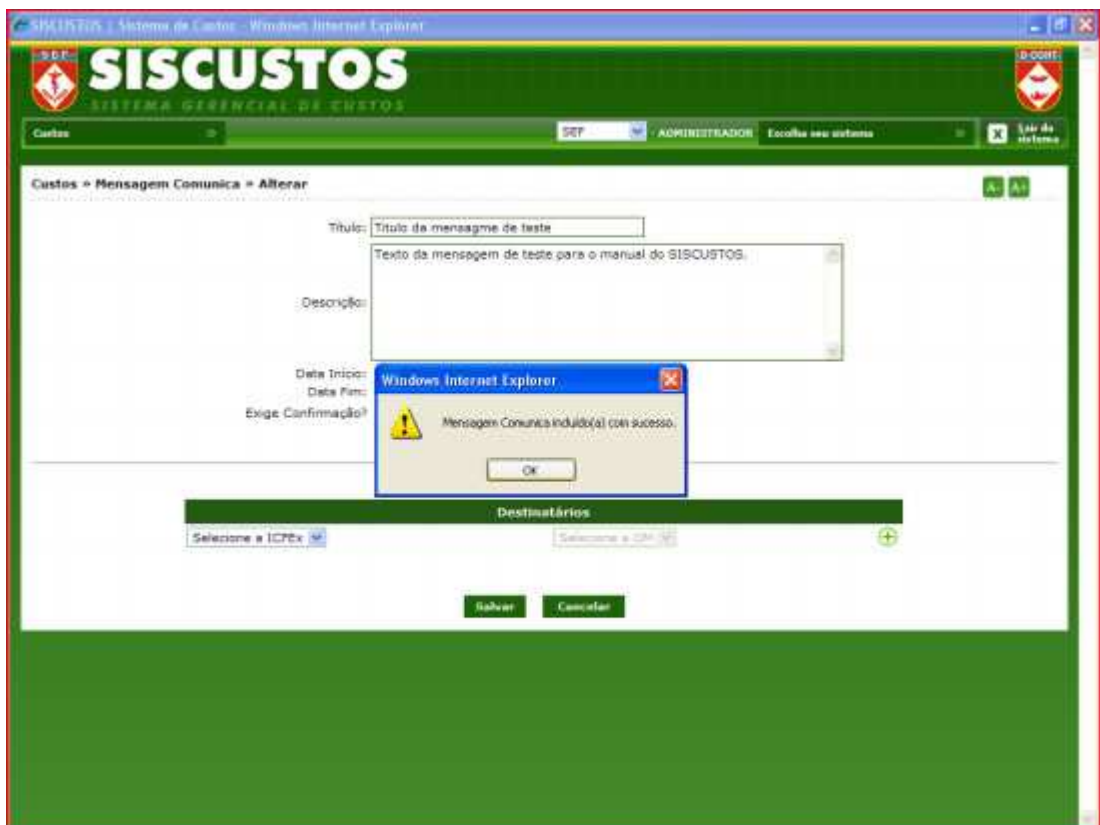 SISCUSTOS | Sistema de Custos - Windows Internet Explorer
S E F
SISCUSTOS
D-CONT
SISTEMA GERENCIAL DE CUSTOS
Custos
SEF
- ADMINISTRADOR
Escolha seu sistema
X
Sair do sistema
Custos » Mensagem Comunica » Alterar
A- A+
Título: Titulo da mensagme de teste
Texto da mensagem de teste para o manual do SISCUSTOS.
Descrição:
Data Início:
Data Fim:
Exige Confirmação?
Windows Internet Explorer
Mensagem Comunica incluído(a) com sucesso.
OK
Destinatários
Selecione a ICFEx
Selecione a OM
Salvar
Cancelar